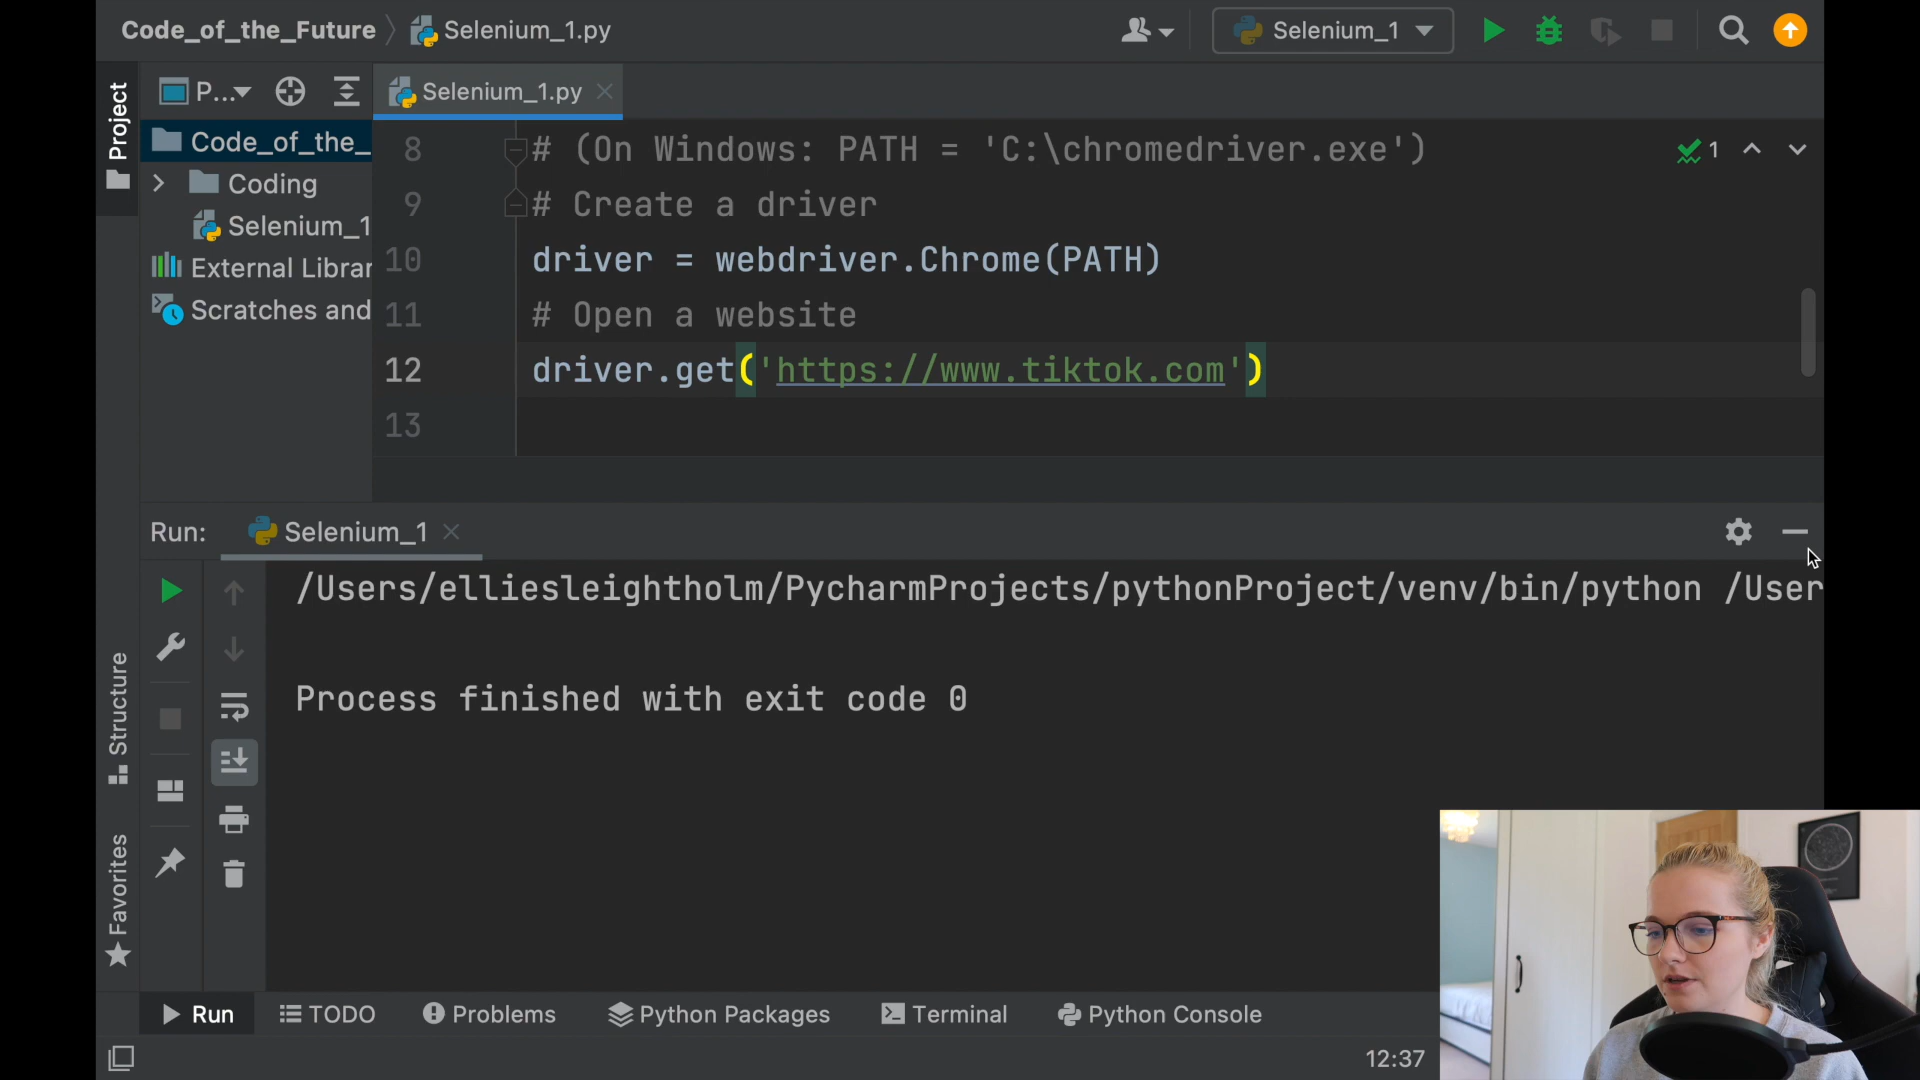 Code_of_the_Future
Selenium_1.py
Selenium_1
Project
P...
Selenium_1.py
Code_of_the_
Coding
Selenium_1
External Librar
Scratches and
8 # (On Windows: PATH = 'C:\chromedriver.exe')
1
9 # Create a driver
10 driver = webdriver.Chrome(PATH)
11 # Open a website
12 driver.get('https://www.tiktok.com')
13
Run:
Selenium_1
/Users/elliesleightholm/PycharmProjects/pythonProject/venv/bin/python /User
Process finished with exit code 0
Structure
Favorites
Run
TODO
Problems
Python Packages
Terminal
Python Console
12:37